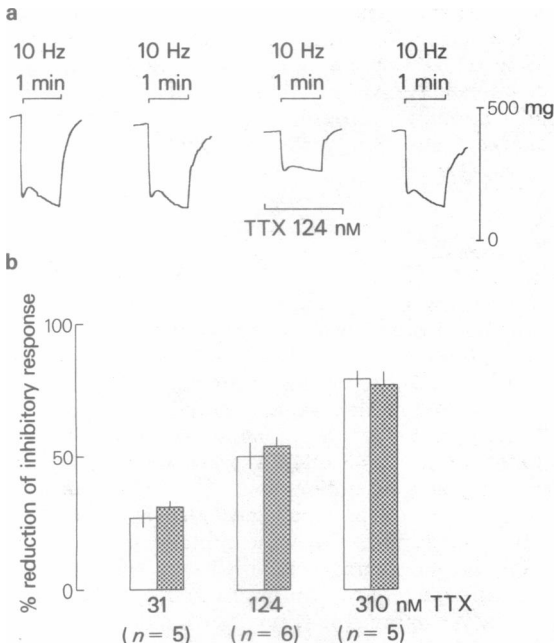 a
10 Hz 10 Hz 10 Hz 10 Hz
1 min 1 min 1 min 1 min
500 mg
0
TTX 124 nM
b
% reduction of inhibitory response
100
50
0
31 124 310 nM TTX
(n = 5) (n = 6) (n = 5)